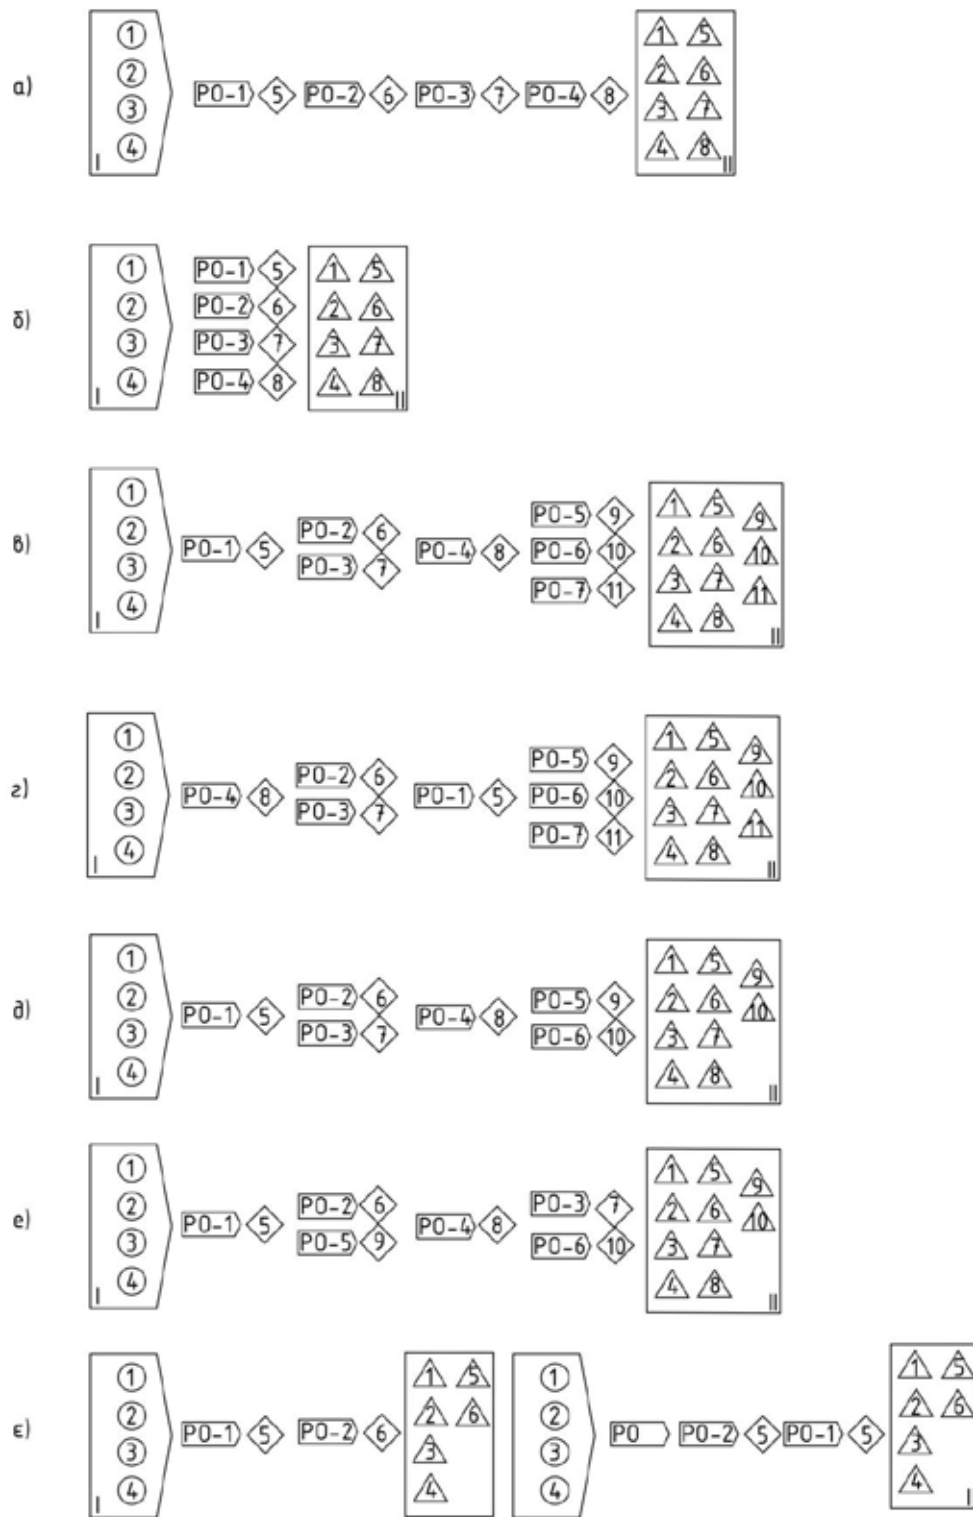 1 1 5
2 2 6
а) РО-1 5 РО-2 6 РО-3 7 РО-4 8
3 3 7
4 4 8
I II
1 РО-1 5 1 5
2 РО-2 6 2 6
б)
3 РО-3 7 3 7
4 РО-4 8 4 8
I II
1 РО-5 9 1 5 9
2 РО-2 6 2 6 10
в) РО-1 5 РО-4 8 РО-6 10
3 РО-3 7 3 7 11
4 РО-7 11 4 8
I II
1 РО-5 9 1 5 9
2 РО-2 6 2 6 10
г) РО-4 8 РО-1 5 РО-6 10
3 РО-3 7 3 7 11
4 РО-7 11 4 8
I II
1 1 5 9
2 РО-2 6 РО-5 9 2 6 10
д) РО-1 5 РО-4 8
3 РО-3 7 РО-6 10 3 7
4 4 8
I II
1 1 5 9
2 РО-2 6 РО-3 7 2 6 10
е) РО-1 5 РО-4 8
3 РО-5 9 РО-6 10 3 7
4 4 8
I II
1 1 5 1 1 5
2 2 6 2 2 6
є) РО-1 5 РО-2 6 РО РО-2 5 РО-1 5
3 3 3 3
4 4 4 4
I I